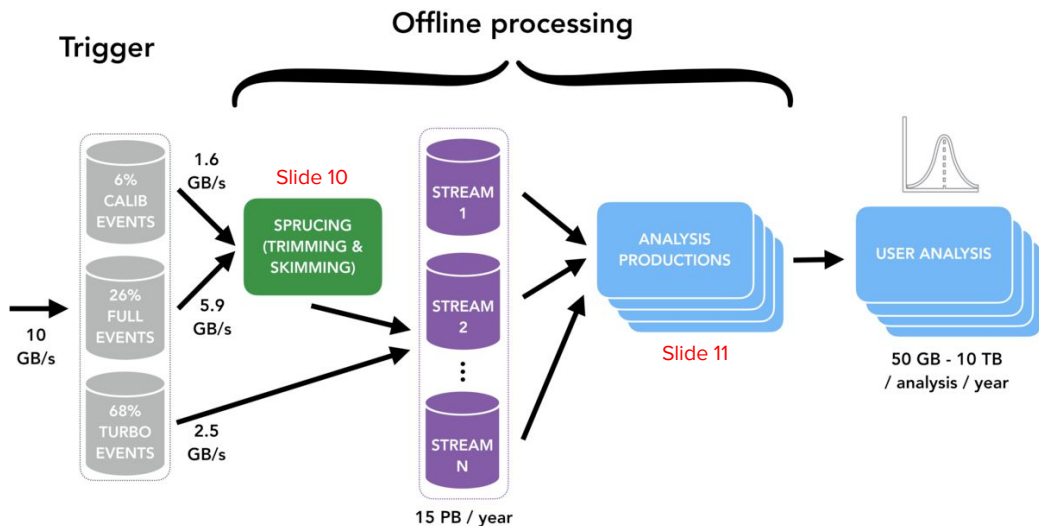 Offline processing
Trigger
6%
CALIB
EVENTS
26%
FULL
EVENTS
68%
TURBO
EVENTS
10
GB/s
1.6
GB/s
5.9
GB/s
2.5
GB/s
Slide 10
SPRUCING
(TRIMMING &
SKIMMING)
STREAM
1
STREAM
2
STREAM
N
15 PB / year
ANALYSIS
PRODUCTIONS
Slide 11
USER ANALYSIS
50 GB - 10 TB
/ analysis / year